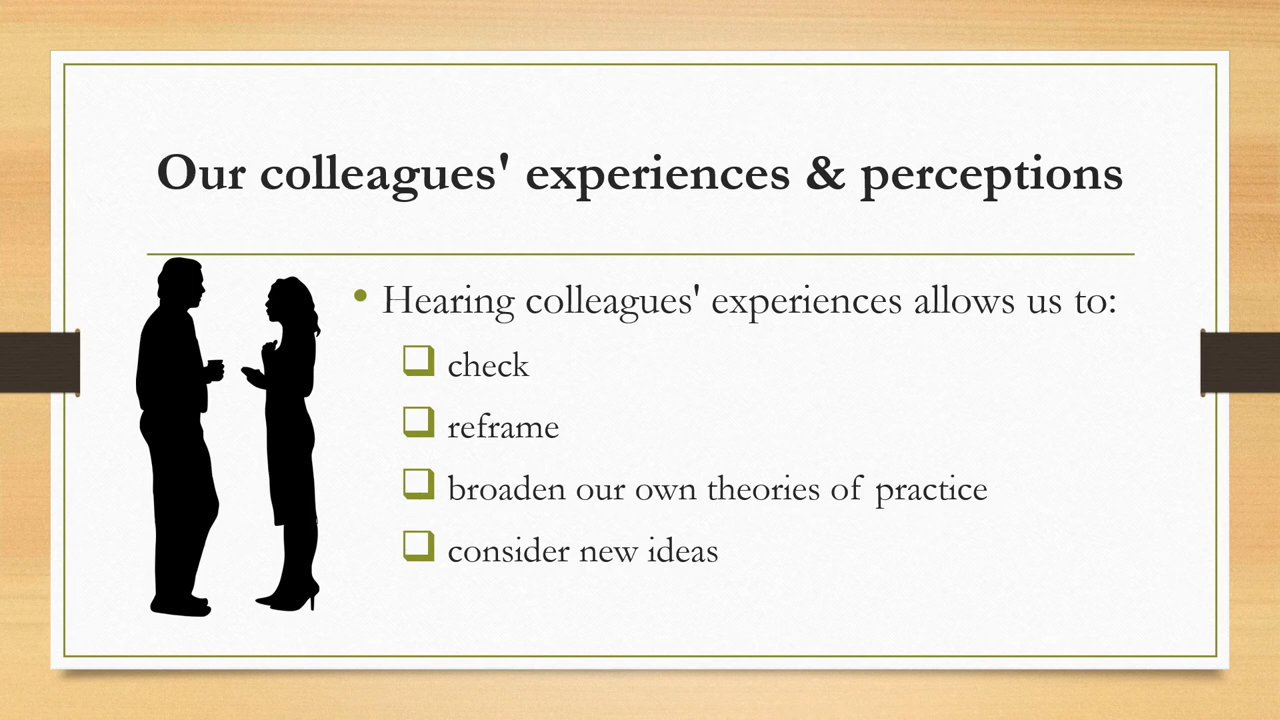 Our colleagues' experiences & perceptions
• Hearing colleagues' experiences allows us to:
❑ check
❑ reframe
❑ broaden our own theories of practice
❑ consider new ideas